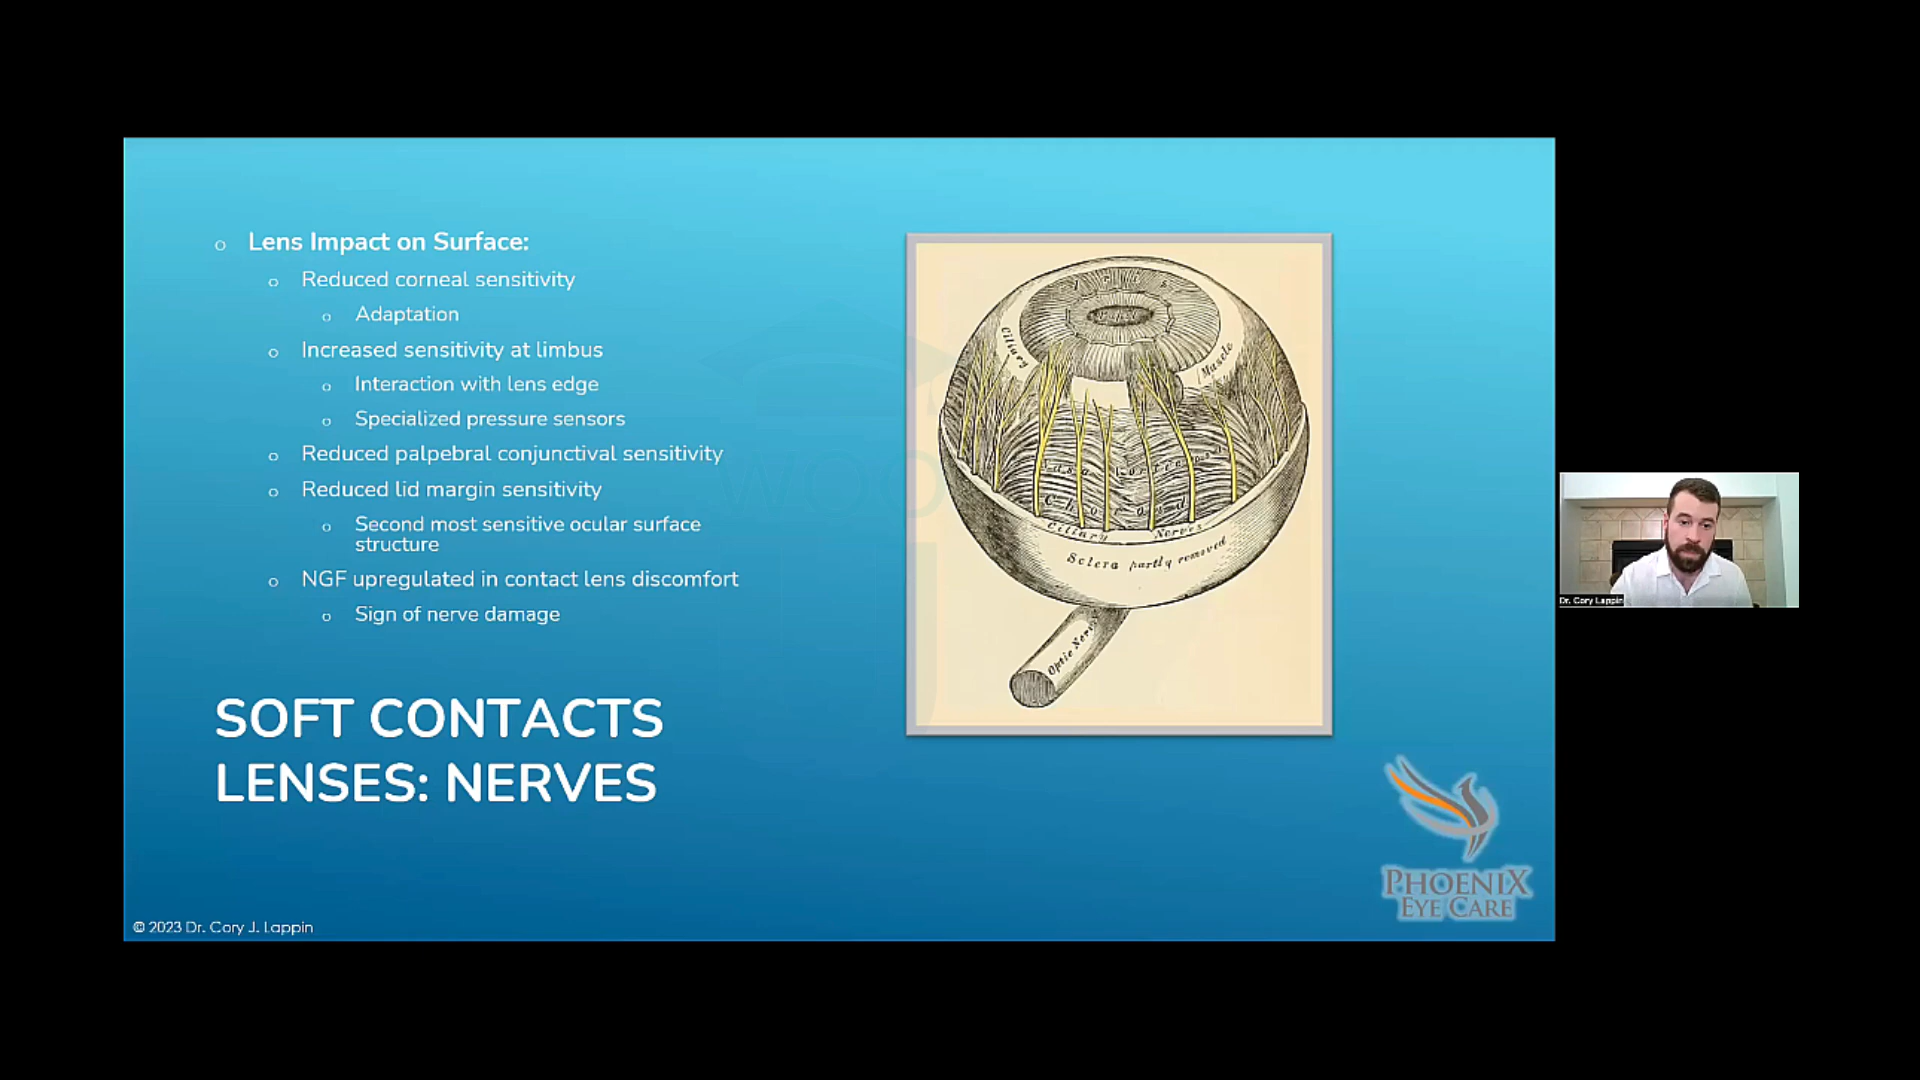 Lens Impact on Surface:
Reduced corneal sensitivity
Adaptation
Increased sensitivity at limbus
Interaction with lens edge
Specialized pressure sensors
Reduced palpebral conjunctival sensitivity
Reduced lid margin sensitivity
Second most sensitive ocular surface
structure
NGF upregulated in contact lens discomfort
Sign of nerve damage
SOFT CONTACTS
LENSES: NERVES
© 2023 Dr. Cory J. Lappin
Ciliary
Muscle
Ciliary Nerves
Sclera partly removed
Optic Nerve
PHOENIX
EYE CARE
Dr. Cory Lappin